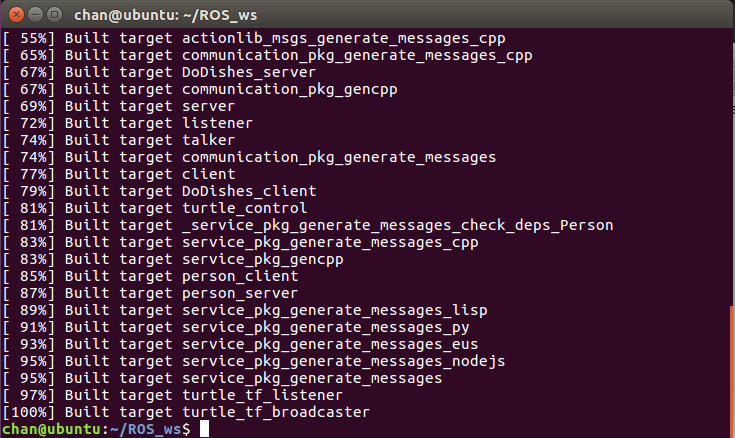 chan@ubuntu: ~/ROS_ws
[ 55%] Built target actionlib_msgs_generate_messages_cpp
[ 65%] Built target communication_pkg_generate_messages_cpp
[ 67%] Built target DoDishes_server
[ 67%] Built target communication_pkg_gencpp
[ 69%] Built target server
[ 72%] Built target listener
[ 74%] Built target talker
[ 74%] Built target communication_pkg_generate_messages
[ 77%] Built target client
[ 79%] Built target DoDishes_client
[ 81%] Built target turtle_control
[ 81%] Built target _service_pkg_generate_messages_check_deps_Person
[ 83%] Built target service_pkg_generate_messages_cpp
[ 83%] Built target service_pkg_gencpp
[ 85%] Built target person_client
[ 87%] Built target person_server
[ 89%] Built target service_pkg_generate_messages_lisp
[ 91%] Built target service_pkg_generate_messages_py
[ 93%] Built target service_pkg_generate_messages_eus
[ 95%] Built target service_pkg_generate_messages_nodejs
[ 95%] Built target service_pkg_generate_messages
[ 97%] Built target turtle_tf_listener
[100%] Built target turtle_tf_broadcaster
chan@ubuntu:~/ROS_ws$